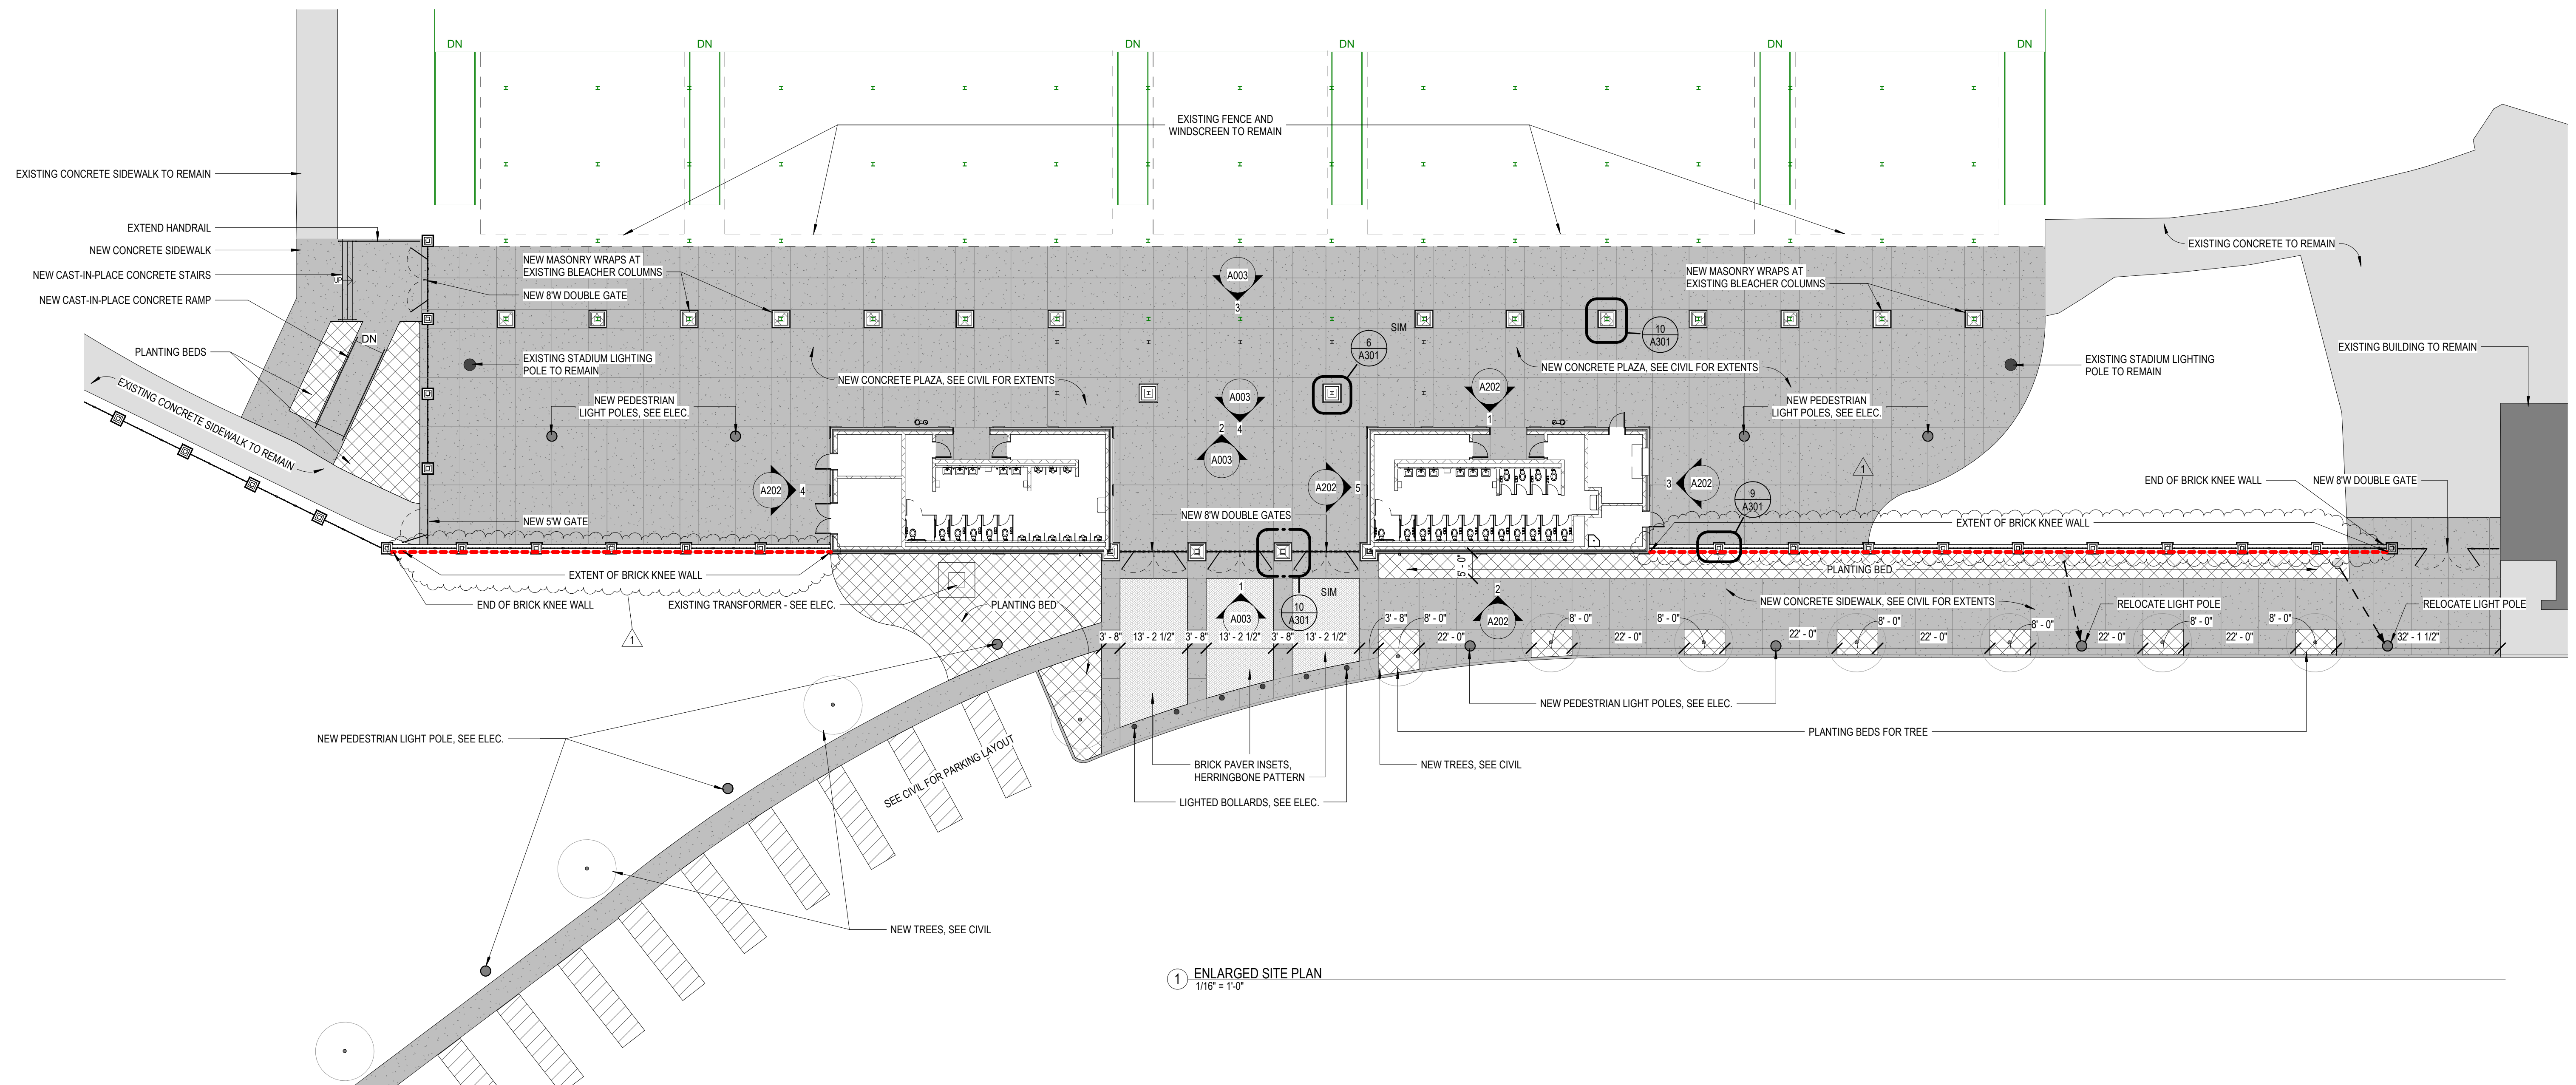 DN
DN
DN
DN
DN
DN
EXISTING FENCE AND
WINDSCREEN TO REMAIN
EXISTING CONCRETE SIDEWALK TO REMAIN
EXTEND HANDRAIL
NEW CONCRETE SIDEWALK
NEW CAST-IN-PLACE CONCRETE STAIRS
NEW CAST-IN-PLACE CONCRETE RAMP
PLANTING BEDS
UP
DN
EXISTING CONCRETE SIDEWALK TO REMAIN
NEW MASONRY WRAPS AT
EXISTING BLEACHER COLUMNS
NEW 8'W DOUBLE GATE
EXISTING STADIUM LIGHTING
POLE TO REMAIN
NEW CONCRETE PLAZA, SEE CIVIL FOR EXTENTS
NEW PEDESTRIAN
LIGHT POLES, SEE ELEC.
A003
3
SIM
6
A301
10
A301
A003
4
2
A003
A202
1
NEW MASONRY WRAPS AT
EXISTING BLEACHER COLUMNS
NEW CONCRETE PLAZA, SEE CIVIL FOR EXTENTS
NEW PEDESTRIAN
LIGHT POLES, SEE ELEC.
EXISTING STADIUM LIGHTING
POLE TO REMAIN
EXISTING CONCRETE TO REMAIN
EXISTING BUILDING TO REMAIN
A202
4
A202
5
3
A202
9
A301
1
END OF BRICK KNEE WALL
NEW 8'W DOUBLE GATE
NEW 5'W GATE
NEW 8'W DOUBLE GATES
EXTENT OF BRICK KNEE WALL
EXTENT OF BRICK KNEE WALL
END OF BRICK KNEE WALL
EXISTING TRANSFORMER - SEE ELEC.
PLANTING BED
1
1
A003
SIM
10
A301
5' - 0"
PLANTING BED
2
A202
NEW CONCRETE SIDEWALK, SEE CIVIL FOR EXTENTS
RELOCATE LIGHT POLE
RELOCATE LIGHT POLE
3' - 8"
13' - 2 1/2"
3' - 8"
13' - 2 1/2"
3' - 8"
13' - 2 1/2"
3' - 8"
8' - 0"
22' - 0"
8' - 0"
22' - 0"
8' - 0"
22' - 0"
8' - 0"
22' - 0"
8' - 0"
22' - 0"
8' - 0"
22' - 0"
8' - 0"
32' - 1 1/2"
NEW PEDESTRIAN LIGHT POLES, SEE ELEC.
PLANTING BEDS FOR TREE
NEW PEDESTRIAN LIGHT POLE, SEE ELEC.
SEE CIVIL FOR PARKING LAYOUT
BRICK PAVER INSETS,
HERRINGBONE PATTERN
NEW TREES, SEE CIVIL
LIGHTED BOLLARDS, SEE ELEC.
NEW TREES, SEE CIVIL
1
ENLARGED SITE PLAN
1/16" = 1'-0"